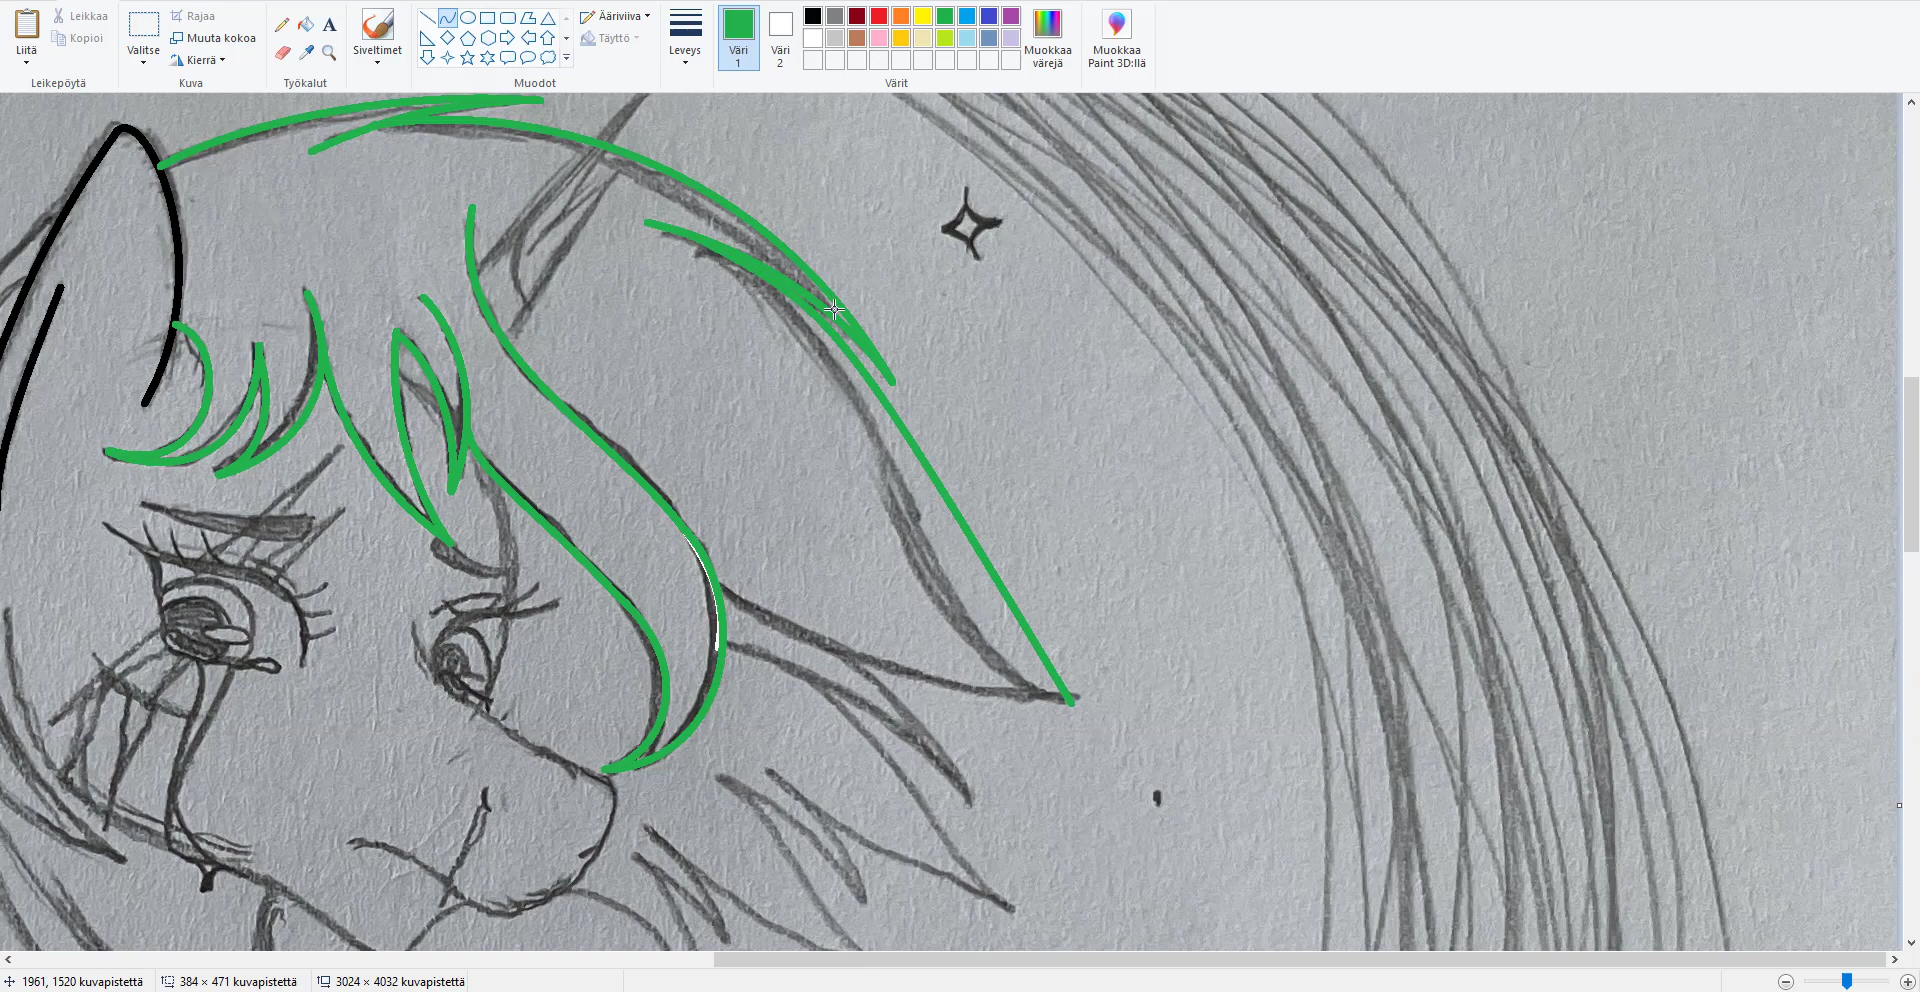 Liitä
Leikkaa
Kopioi
Leikepöytä
Valitse
Rajaa
Muuta kokoa
Kierrä
Kuva
A
Työkalut
Siveltimet
Ääriviiva
Täyttö
Muodot
Leveys
Väri
1
Väri
2
Värit
Muokkaa
värejä
Muokkaa
Paint 3D:llä
1961, 1520 kuvapistettä
384 × 471 kuvapistettä
3024 × 4032 kuvapistettä